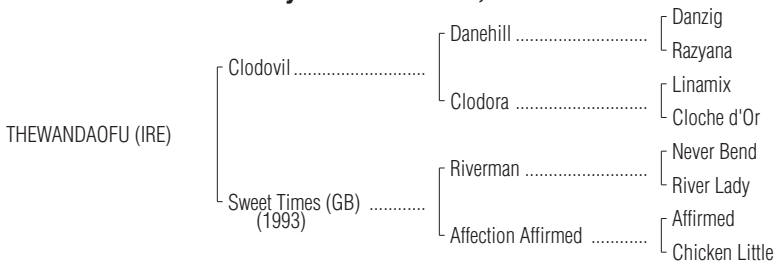 Danzig
Danehill ..............................
Razyana
Clodovil ............................
Linamix
Clodora ..............................
Cloche d'Or
THEWANDAOFU (IRE)
Never Bend
Riverman ...........................
River Lady
Sweet Times (GB) ............
(1993)
Affirmed
Affection Affirmed ............
Chicken Little